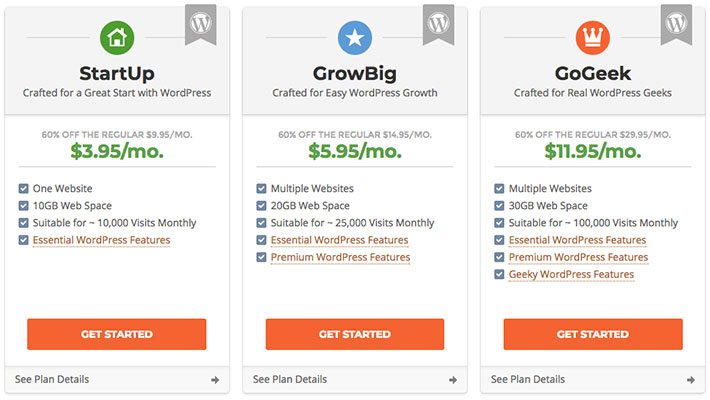 StartUp
Crafted for a Great Start with WordPress
60% OFF THE REGULAR $9.95/MO.
$3.95/mo.
One Website
10GB Web Space
Suitable for ~ 10,000 Visits Monthly
Essential WordPress Features
GET STARTED
See Plan Details
GrowBig
Crafted for Easy WordPress Growth
60% OFF THE REGULAR $14.95/MO.
$5.95/mo.
Multiple Websites
20GB Web Space
Suitable for ~ 25,000 Visits Monthly
Essential WordPress Features
Premium WordPress Features
GET STARTED
See Plan Details
GoGeek
Crafted for Real WordPress Geeks
60% OFF THE REGULAR $29.95/MO.
$11.95/mo.
Multiple Websites
30GB Web Space
Suitable for ~ 100,000 Visits Monthly
Essential WordPress Features
Premium WordPress Features
Geeky WordPress Features
GET STARTED
See Plan Details